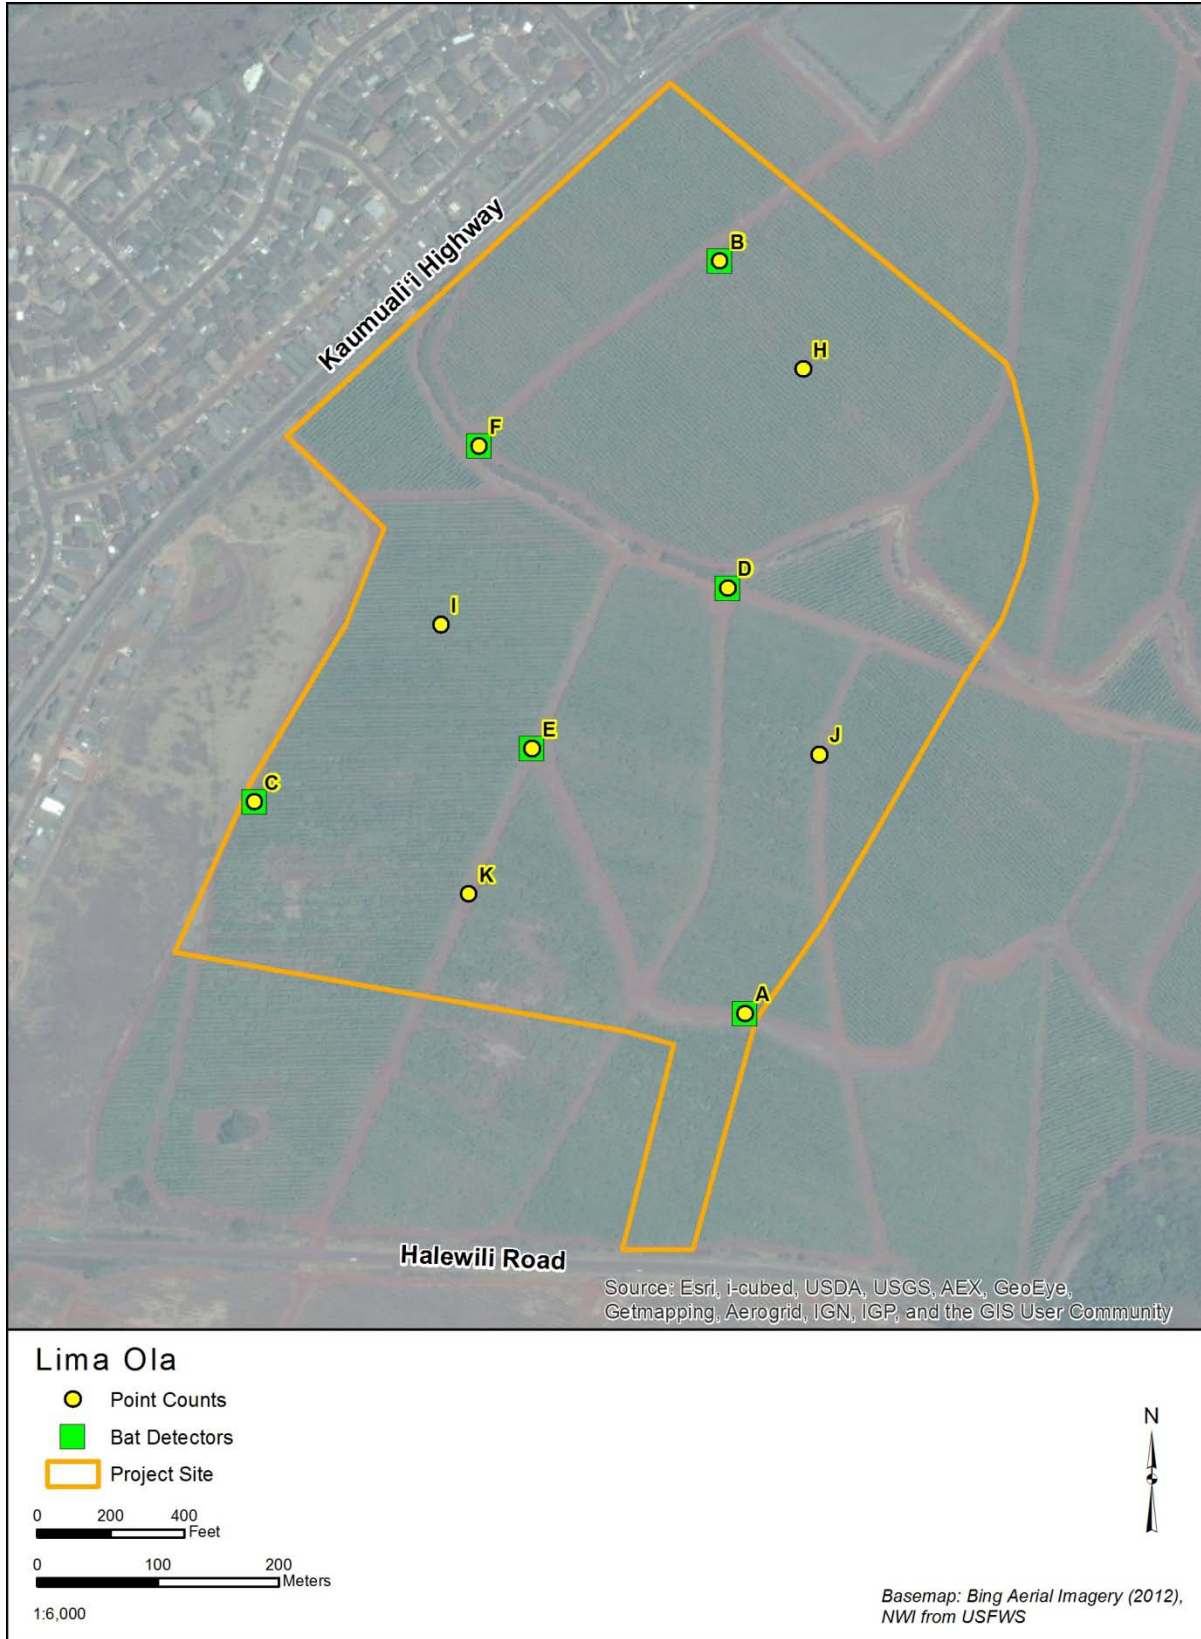 Kaumuali‘i Highway
B
H
F
D
I
E
J
C
K
A
Halewili Road
Source: Esri, i-cubed, USDA, USGS, AEX, GeoEye,
Getmapping, Aerogrid, IGN, IGP, and the GIS User Community
Lima Ola
Point Counts
Bat Detectors
Project Site
0 200 400
Feet
0 100 200
Meters
1:6,000
N
Basemap: Bing Aerial Imagery (2012),
NWI from USFWS